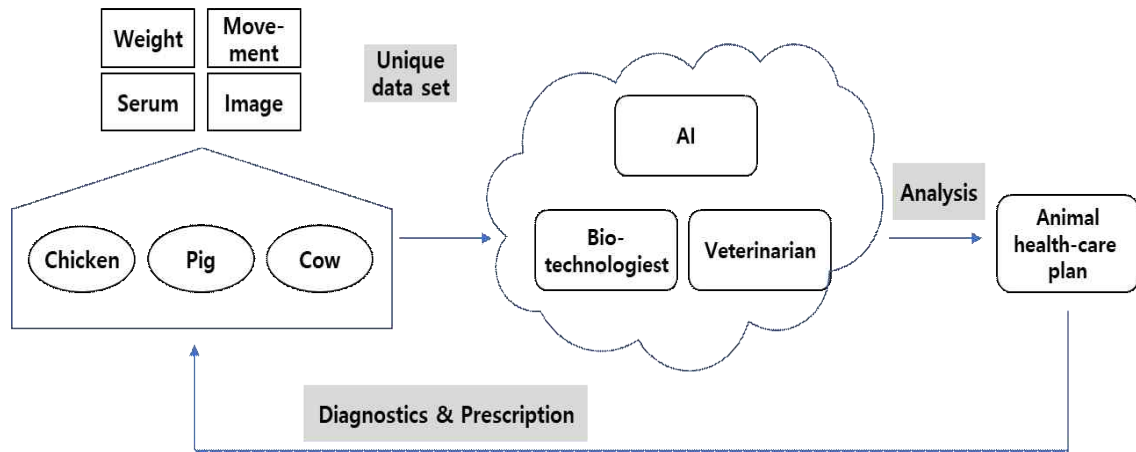 Weight
Move-
ment
Serum
Image
Unique
data set
Chicken
Pig
Cow
AI
Bio-
technologiest
Veterinarian
Analysis
Animal
health-care
plan
Diagnostics & Prescription